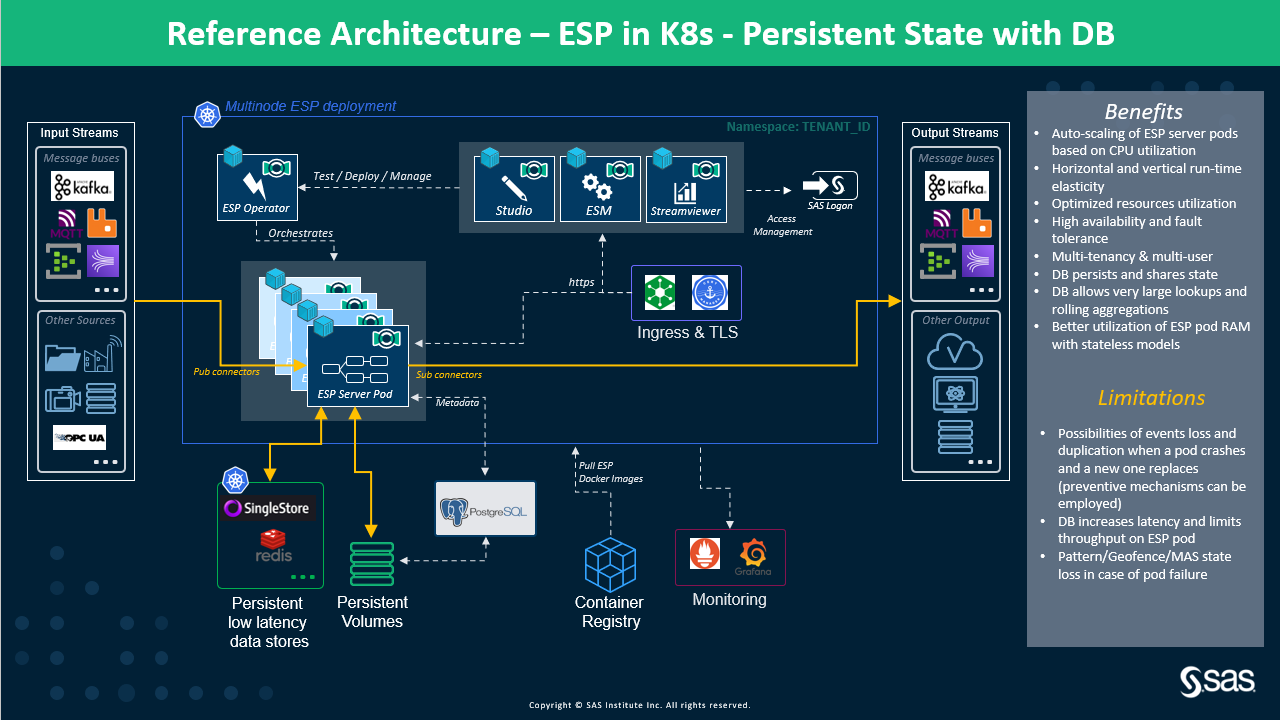 Reference Architecture – ESP in K8s - Persistent State with DB
Multinode ESP deployment
Namespace: TENANT_ID
Input Streams
Message buses
kafka
MQTT
Other Sources
OPC UA
ESP Operator
Test / Deploy / Manage
Orchestrates
Studio
ESM
Streamviewer
SAS Logon
Access
Management
https
Ingress & TLS
Pub connectors
Sub connectors
ESP Server Pod
Metadata
Output Streams
Message buses
kafka
MQTT
Other Output
SingleStore
redis
Persistent
low latency
data stores
Persistent
Volumes
PostgreSQL
Pull ESP
Docker Images
Container
Registry
Grafana
Monitoring
Benefits
• Auto-scaling of ESP server pods
based on CPU utilization
• Horizontal and vertical run-time
elasticity
• Optimized resources utilization
• High availability and fault
tolerance
• Multi-tenancy & multi-user
• DB persists and shares state
• DB allows very large lookups and
rolling aggregations
• Better utilization of ESP pod RAM
with stateless models
Limitations
• Possibilities of events loss and
duplication when a pod crashes
and a new one replaces
(preventive mechanisms can be
employed)
• DB increases latency and limits
throughput on ESP pod
• Pattern/Geofence/MAS state
loss in case of pod failure
sas
Copyright © SAS Institute Inc. All rights reserved.